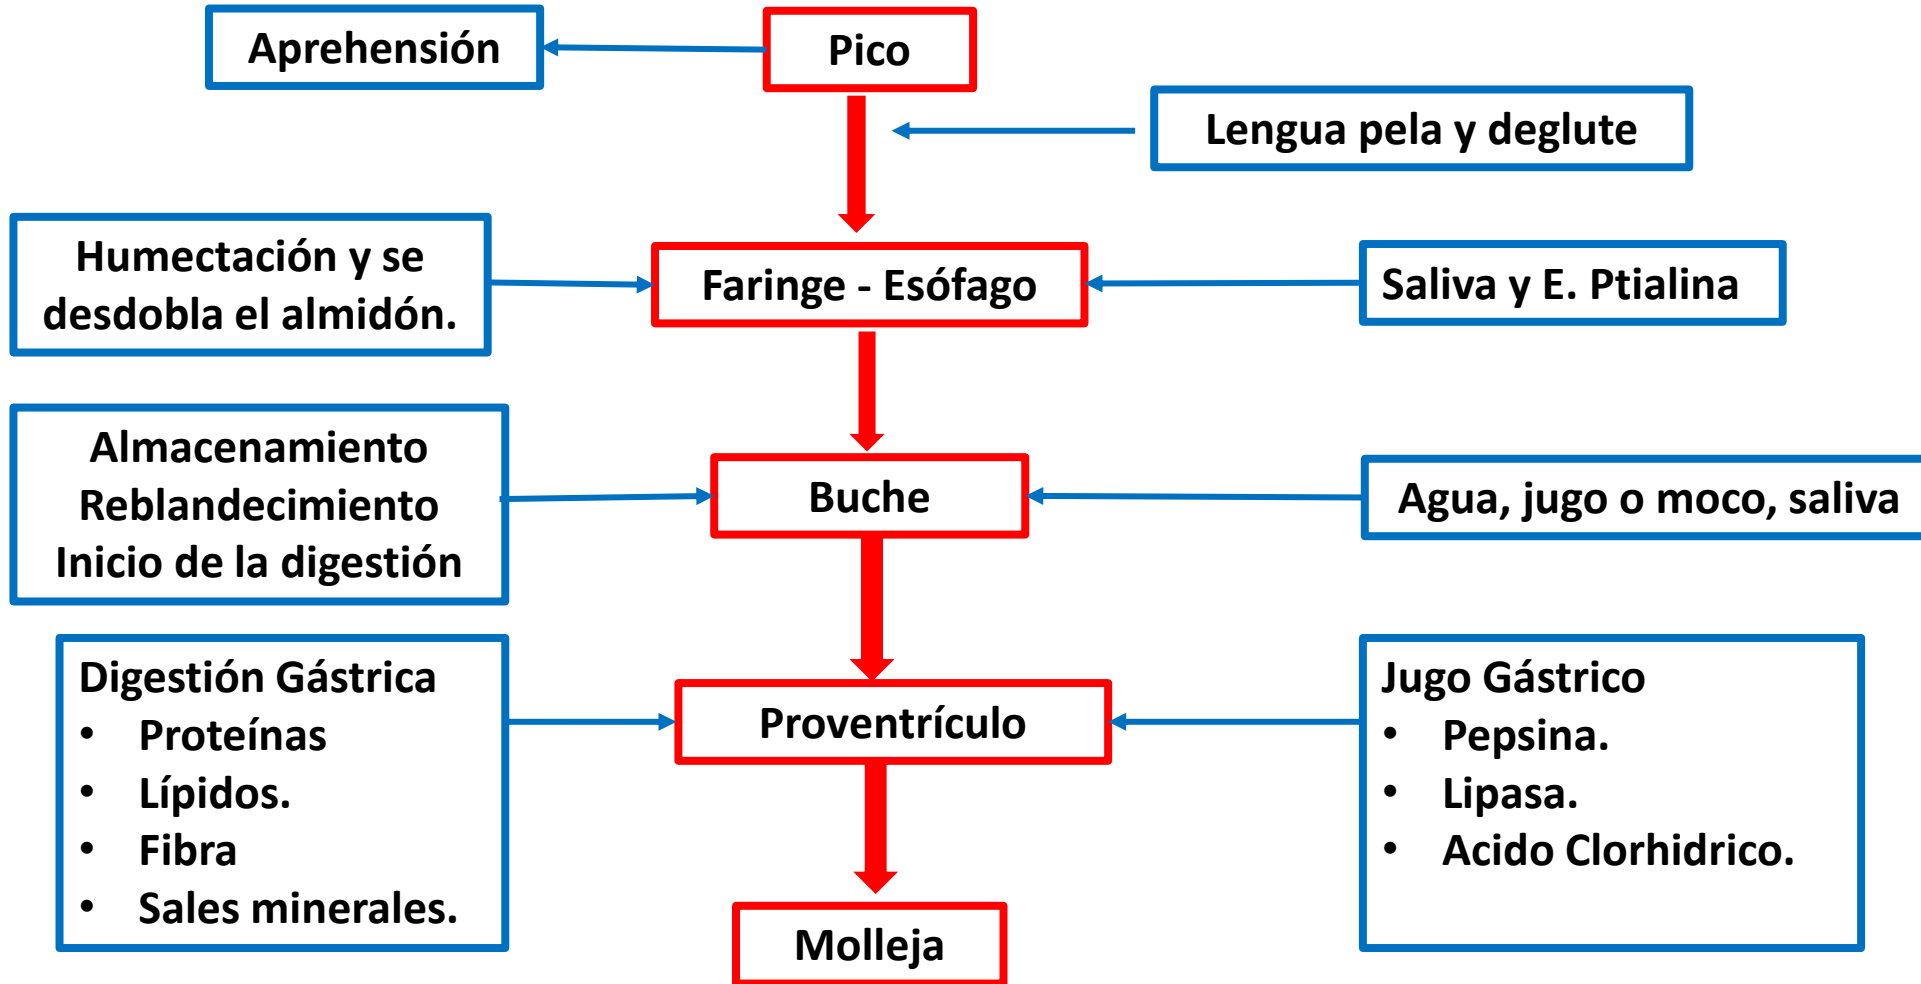 Aprehensión
Pico
Lengua pela y deglute
Humectación y se
desdobla el almidón.
Faringe - Esófago
Saliva y E. Ptialina
Almacenamiento
Reblandecimiento
Inicio de la digestión
Buche
Agua, jugo o moco, saliva
Digestión Gástrica
• Proteínas
• Lípidos.
• Fibra
• Sales minerales.
Proventrículo
Jugo Gástrico
• Pepsina.
• Lipasa.
• Acido Clorhidrico.
Molleja